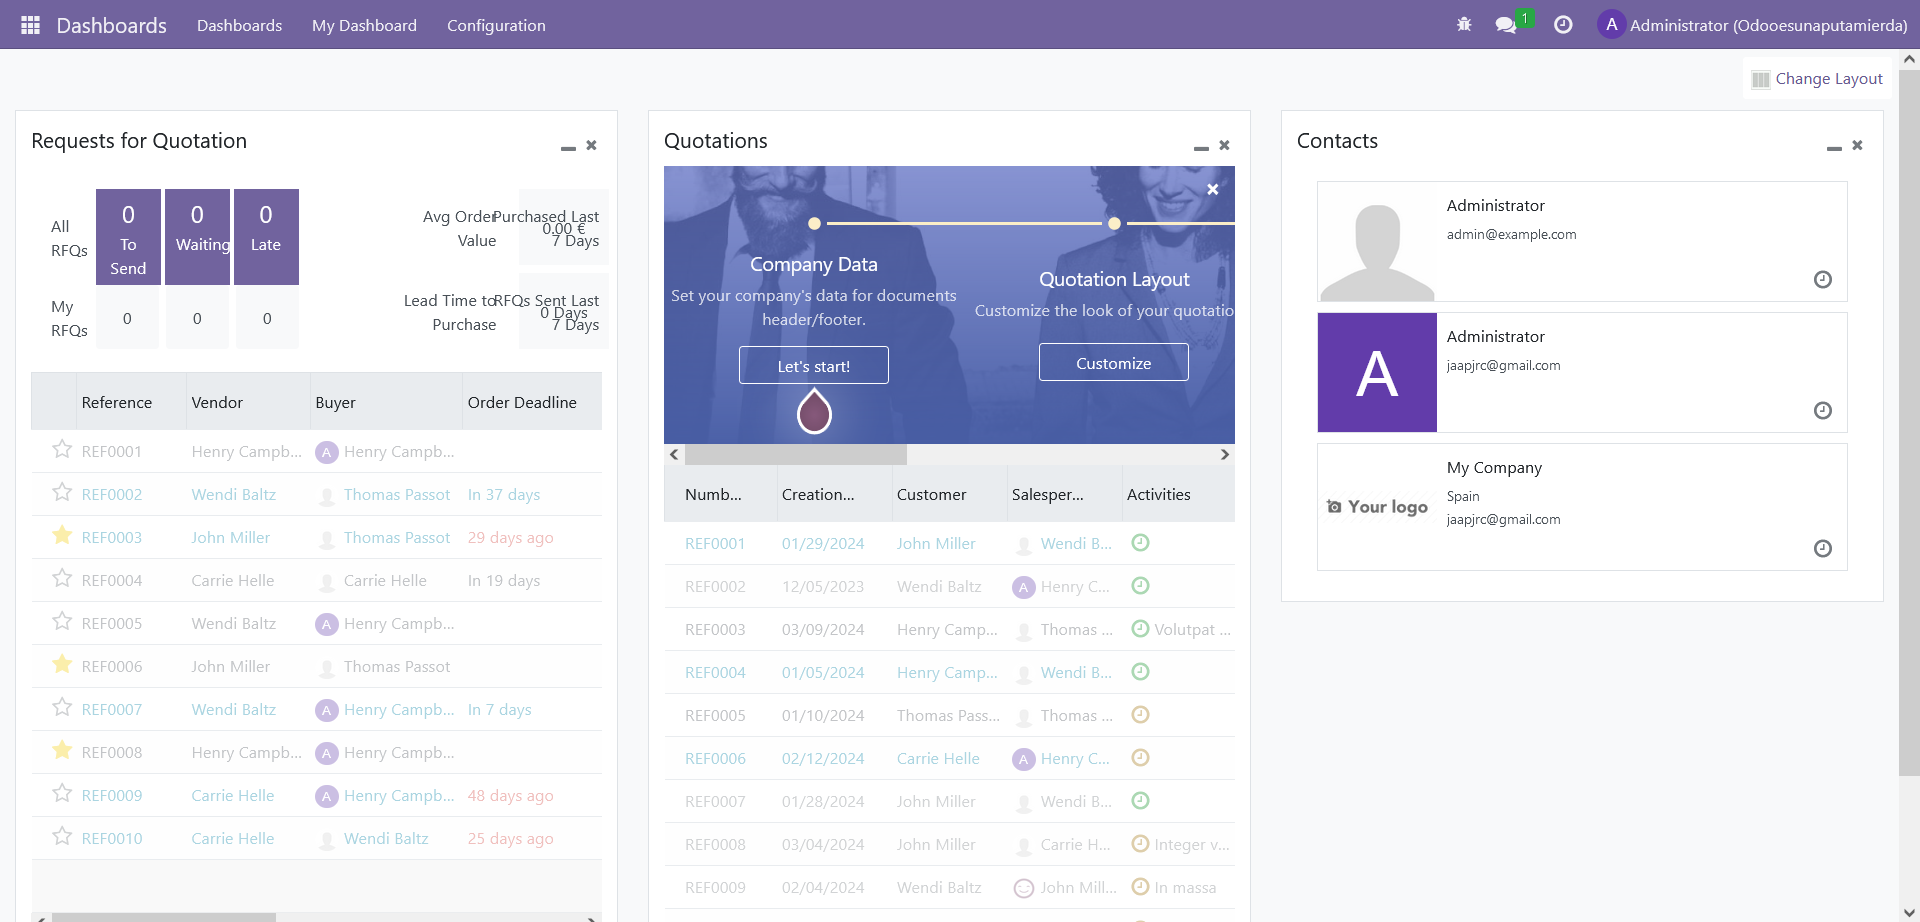 Dashboards Dashboards My Dashboard Configuration 1 A Administrator (Odooesunaputamierda)
Change Layout
Requests for Quotation
All RFQs
0 To Send
0 Waiting
0 Late
My RFQs
0 0 0
Avg Order Value
0.00 €
Purchased Last 7 Days
Lead Time to Purchase
0 Days
RFQs Sent Last 7 Days
Reference Vendor Buyer Order Deadline
REF0001 Henry Campb... A Henry Campb...
REF0002 Wendi Baltz Thomas Passot In 37 days
REF0003 John Miller Thomas Passot 29 days ago
REF0004 Carrie Helle Carrie Helle In 19 days
REF0005 Wendi Baltz A Henry Campb...
REF0006 John Miller Thomas Passot
REF0007 Wendi Baltz A Henry Campb... In 7 days
REF0008 Henry Campb... A Henry Campb...
REF0009 Carrie Helle A Henry Campb... 48 days ago
REF0010 Carrie Helle Wendi Baltz 25 days ago
Quotations
Company Data
Set your company's data for documents
header/footer.
Let's start!
Quotation Layout
Customize the look of your quotatio
Customize
Numb... Creation... Customer Salesper... Activities
REF0001 01/29/2024 John Miller Wendi B...
REF0002 12/05/2023 Wendi Baltz A Henry C...
REF0003 03/09/2024 Henry Camp... Thomas ... Volutpat ...
REF0004 01/05/2024 Henry Camp... Wendi B...
REF0005 01/10/2024 Thomas Pass... Thomas ...
REF0006 02/12/2024 Carrie Helle A Henry C...
REF0007 01/28/2024 John Miller Wendi B...
REF0008 03/04/2024 John Miller Carrie H... Integer v...
REF0009 02/04/2024 Wendi Baltz John Mill... In massa
Contacts
Administrator
admin@example.com
A
Administrator
jaapjrc@gmail.com
Your logo
My Company
Spain
jaapjrc@gmail.com